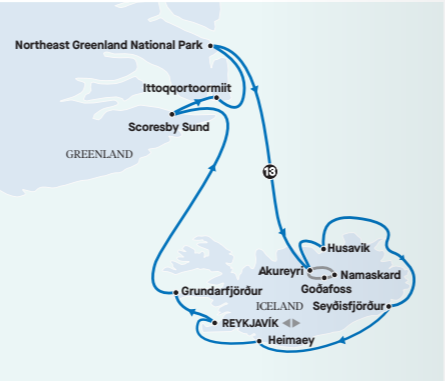 Northeast Greenland National Park
Ittoqqortoormiit
Scoresby Sund
GREENLAND
13
Husavik
Akureyri
Namaskard
Goðafoss
Grundarfjörður
ICELAND
Seyðisfjörður
REYKJAVÍK
Heimaey